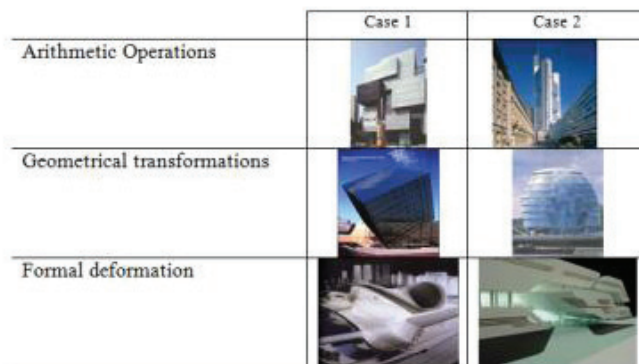 Case 1
Case 2
Arithmetic Operations
Geometrical transformations
Formal deformation